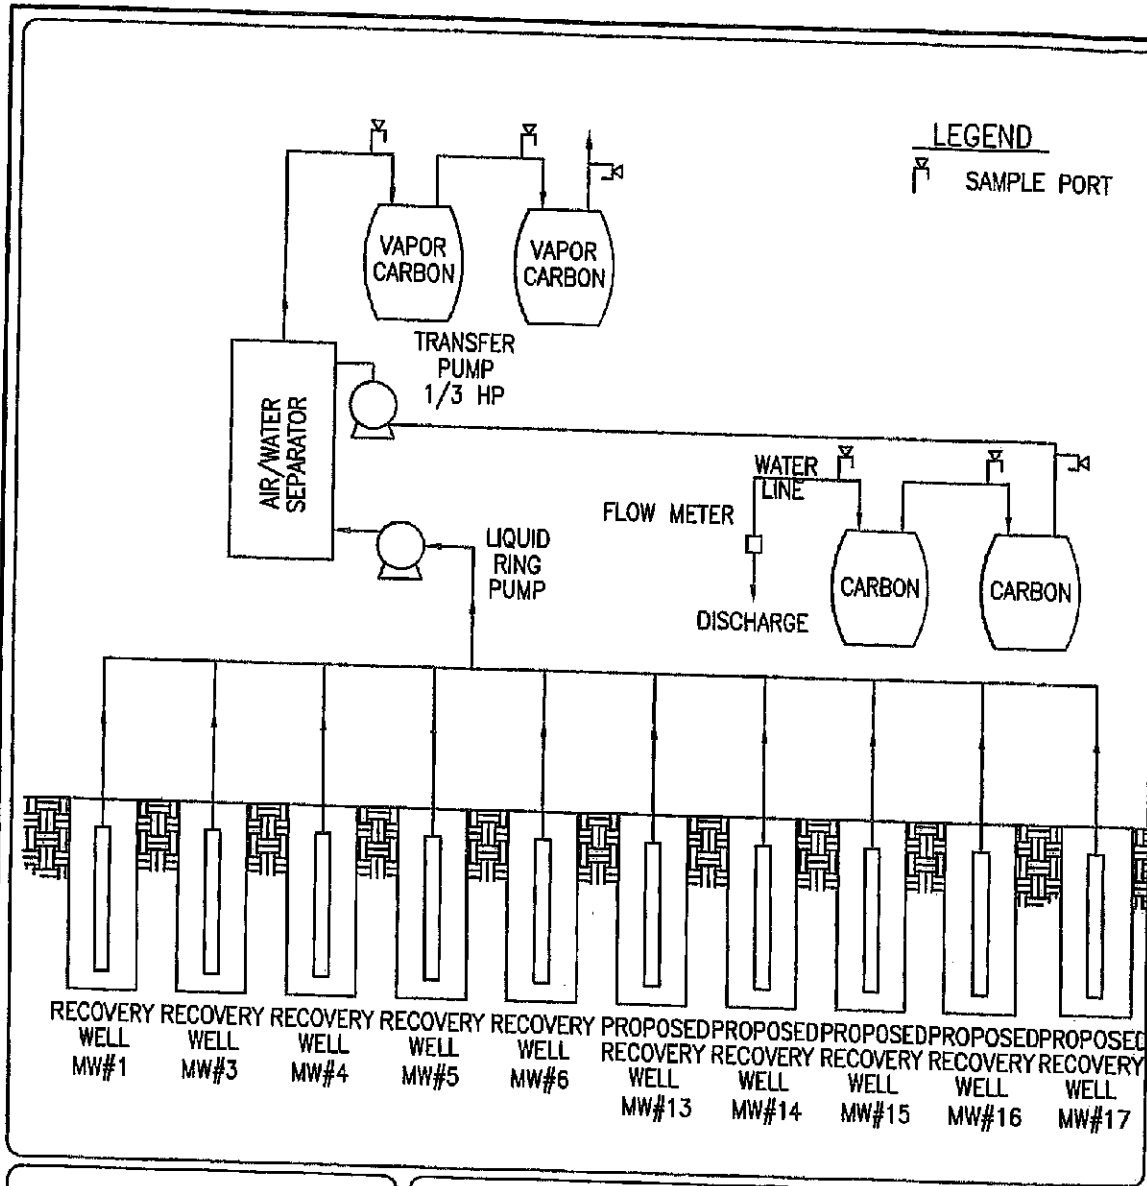 LEGEND
SAMPLE PORT
VAPOR
CARBON
VAPOR
CARBON
TRANSFER
PUMP
1/3 HP
AIR/WATER
SEPARATOR
WATER
LINE
FLOW METER
LIQUID
RING
PUMP
CARBON
CARBON
DISCHARGE
RECOVERY
WELL
MW#1
RECOVERY
WELL
MW#3
RECOVERY
WELL
MW#4
RECOVERY
WELL
MW#5
RECOVERY
WELL
MW#6
PROPOSED
RECOVERY
WELL
MW#13
PROPOSED
RECOVERY
WELL
MW#14
PROPOSED
RECOVERY
WELL
MW#15
PROPOSED
RECOVERY
WELL
MW#16
PROPOSED
RECOVERY
WELL
MW#17